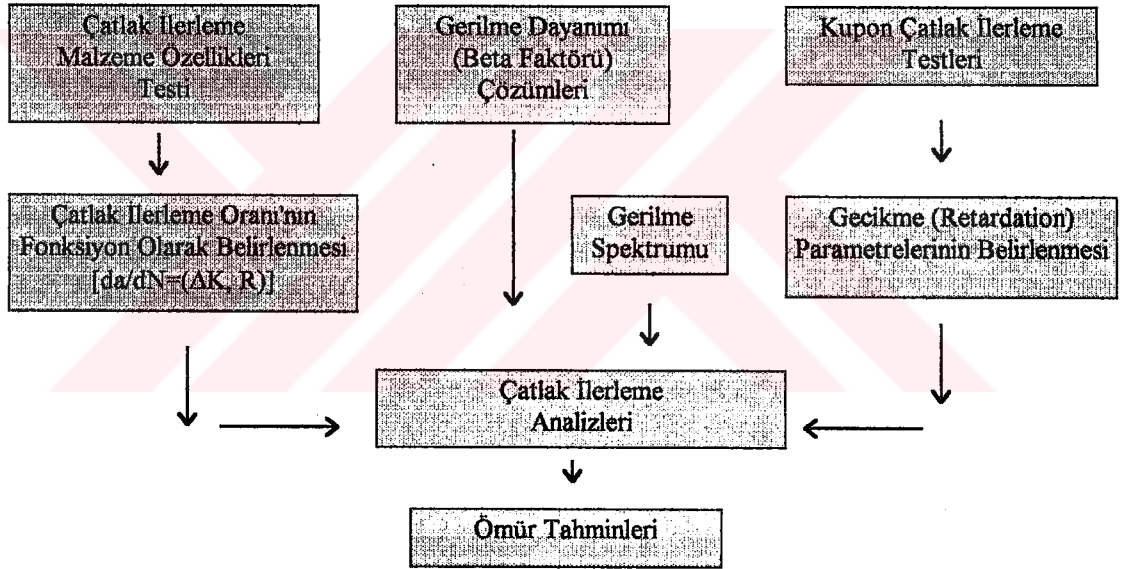 Çatlak İlerleme
Malzeme Özellikleri
Testi
Gerilme Dayanımı
(Beta Faktörü)
Çözümleri
Kupon Çatlak İlerleme
Testleri
Çatlak İlerleme Oranı'nın
Fonksiyon Olarak Belirlenmesi
[da/dN=(ΔK, R)]
Gerilme
Spektrumu
Gecikme (Retardation)
Parametrelerinin Belirlenmesi
Çatlak İlerleme
Analizleri
Ömür Tahminleri